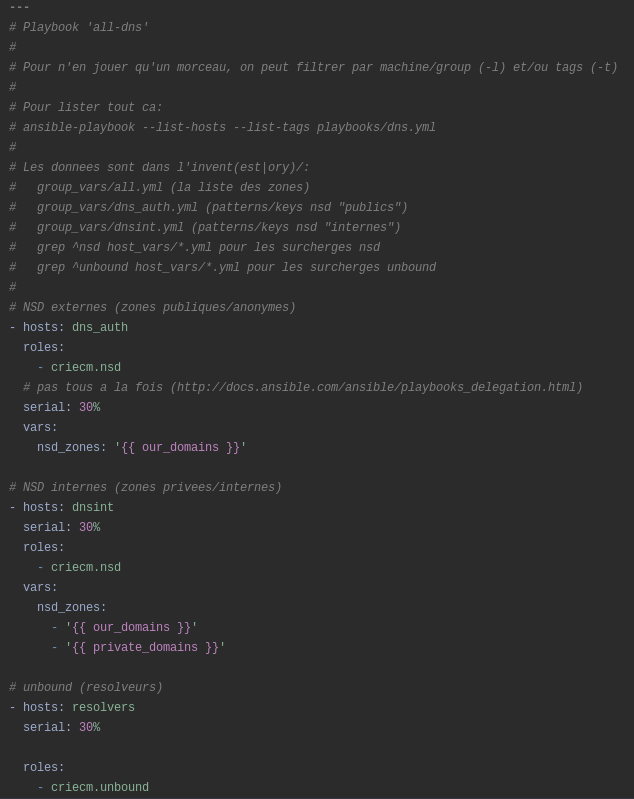 ---
# Playbook 'all-dns'
#
# Pour n'en jouer qu'un morceau, on peut filtrer par machine/group (-l) et/ou tags (-t)
#
# Pour lister tout ca:
# ansible-playbook --list-hosts --list-tags playbooks/dns.yml
#
# Les donnees sont dans l'invent(est|ory)/:
#   group_vars/all.yml (la liste des zones)
#   group_vars/dns_auth.yml (patterns/keys nsd "publics")
#   group_vars/dnsint.yml (patterns/keys nsd "internes")
#   grep ^nsd host_vars/*.yml pour les surcherges nsd
#   grep ^unbound host_vars/*.yml pour les surcherges unbound
#
# NSD externes (zones publiques/anonymes)
- hosts: dns_auth
  roles:
    - criecm.nsd
  # pas tous a la fois (http://docs.ansible.com/ansible/playbooks_delegation.html)
  serial: 30%
  vars:
    nsd_zones: '{{ our_domains }}'

# NSD internes (zones privees/internes)
- hosts: dnsint
  serial: 30%
  roles:
    - criecm.nsd
  vars:
    nsd_zones:
      - '{{ our_domains }}'
      - '{{ private_domains }}'

# unbound (resolveurs)
- hosts: resolvers
  serial: 30%

  roles:
    - criecm.unbound